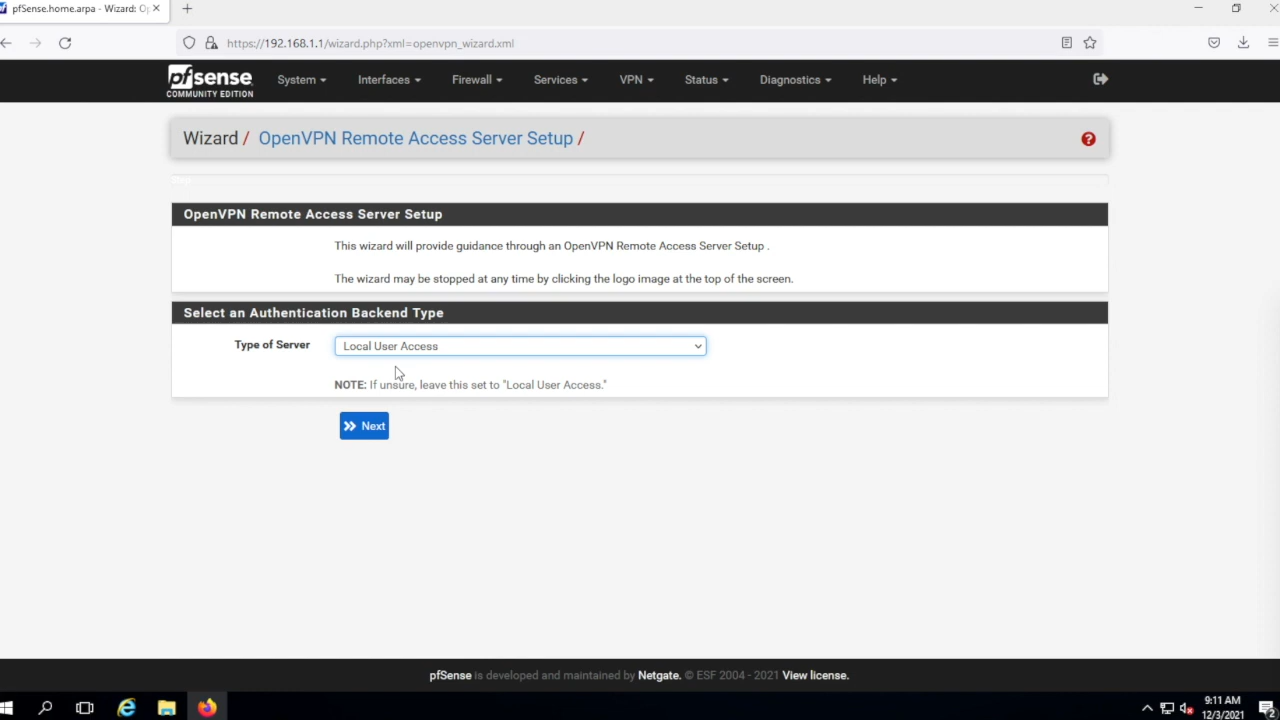 pfSense.home.arpa - Wizard: Op
https://192.168.1.1/wizard.php?xml=openvpn_wizard.xml
pfsense
COMMUNITY EDITION
System
Interfaces
Firewall
Services
VPN
Status
Diagnostics
Help
Wizard / OpenVPN Remote Access Server Setup /
OpenVPN Remote Access Server Setup
This wizard will provide guidance through an OpenVPN Remote Access Server Setup .
The wizard may be stopped at any time by clicking the logo image at the top of the screen.
Select an Authentication Backend Type
Type of Server
Local User Access
NOTE: If unsure, leave this set to "Local User Access."
Next
pfSense is developed and maintained by Netgate. © ESF 2004 - 2021 View license.
9:11 AM
12/3/2021
2